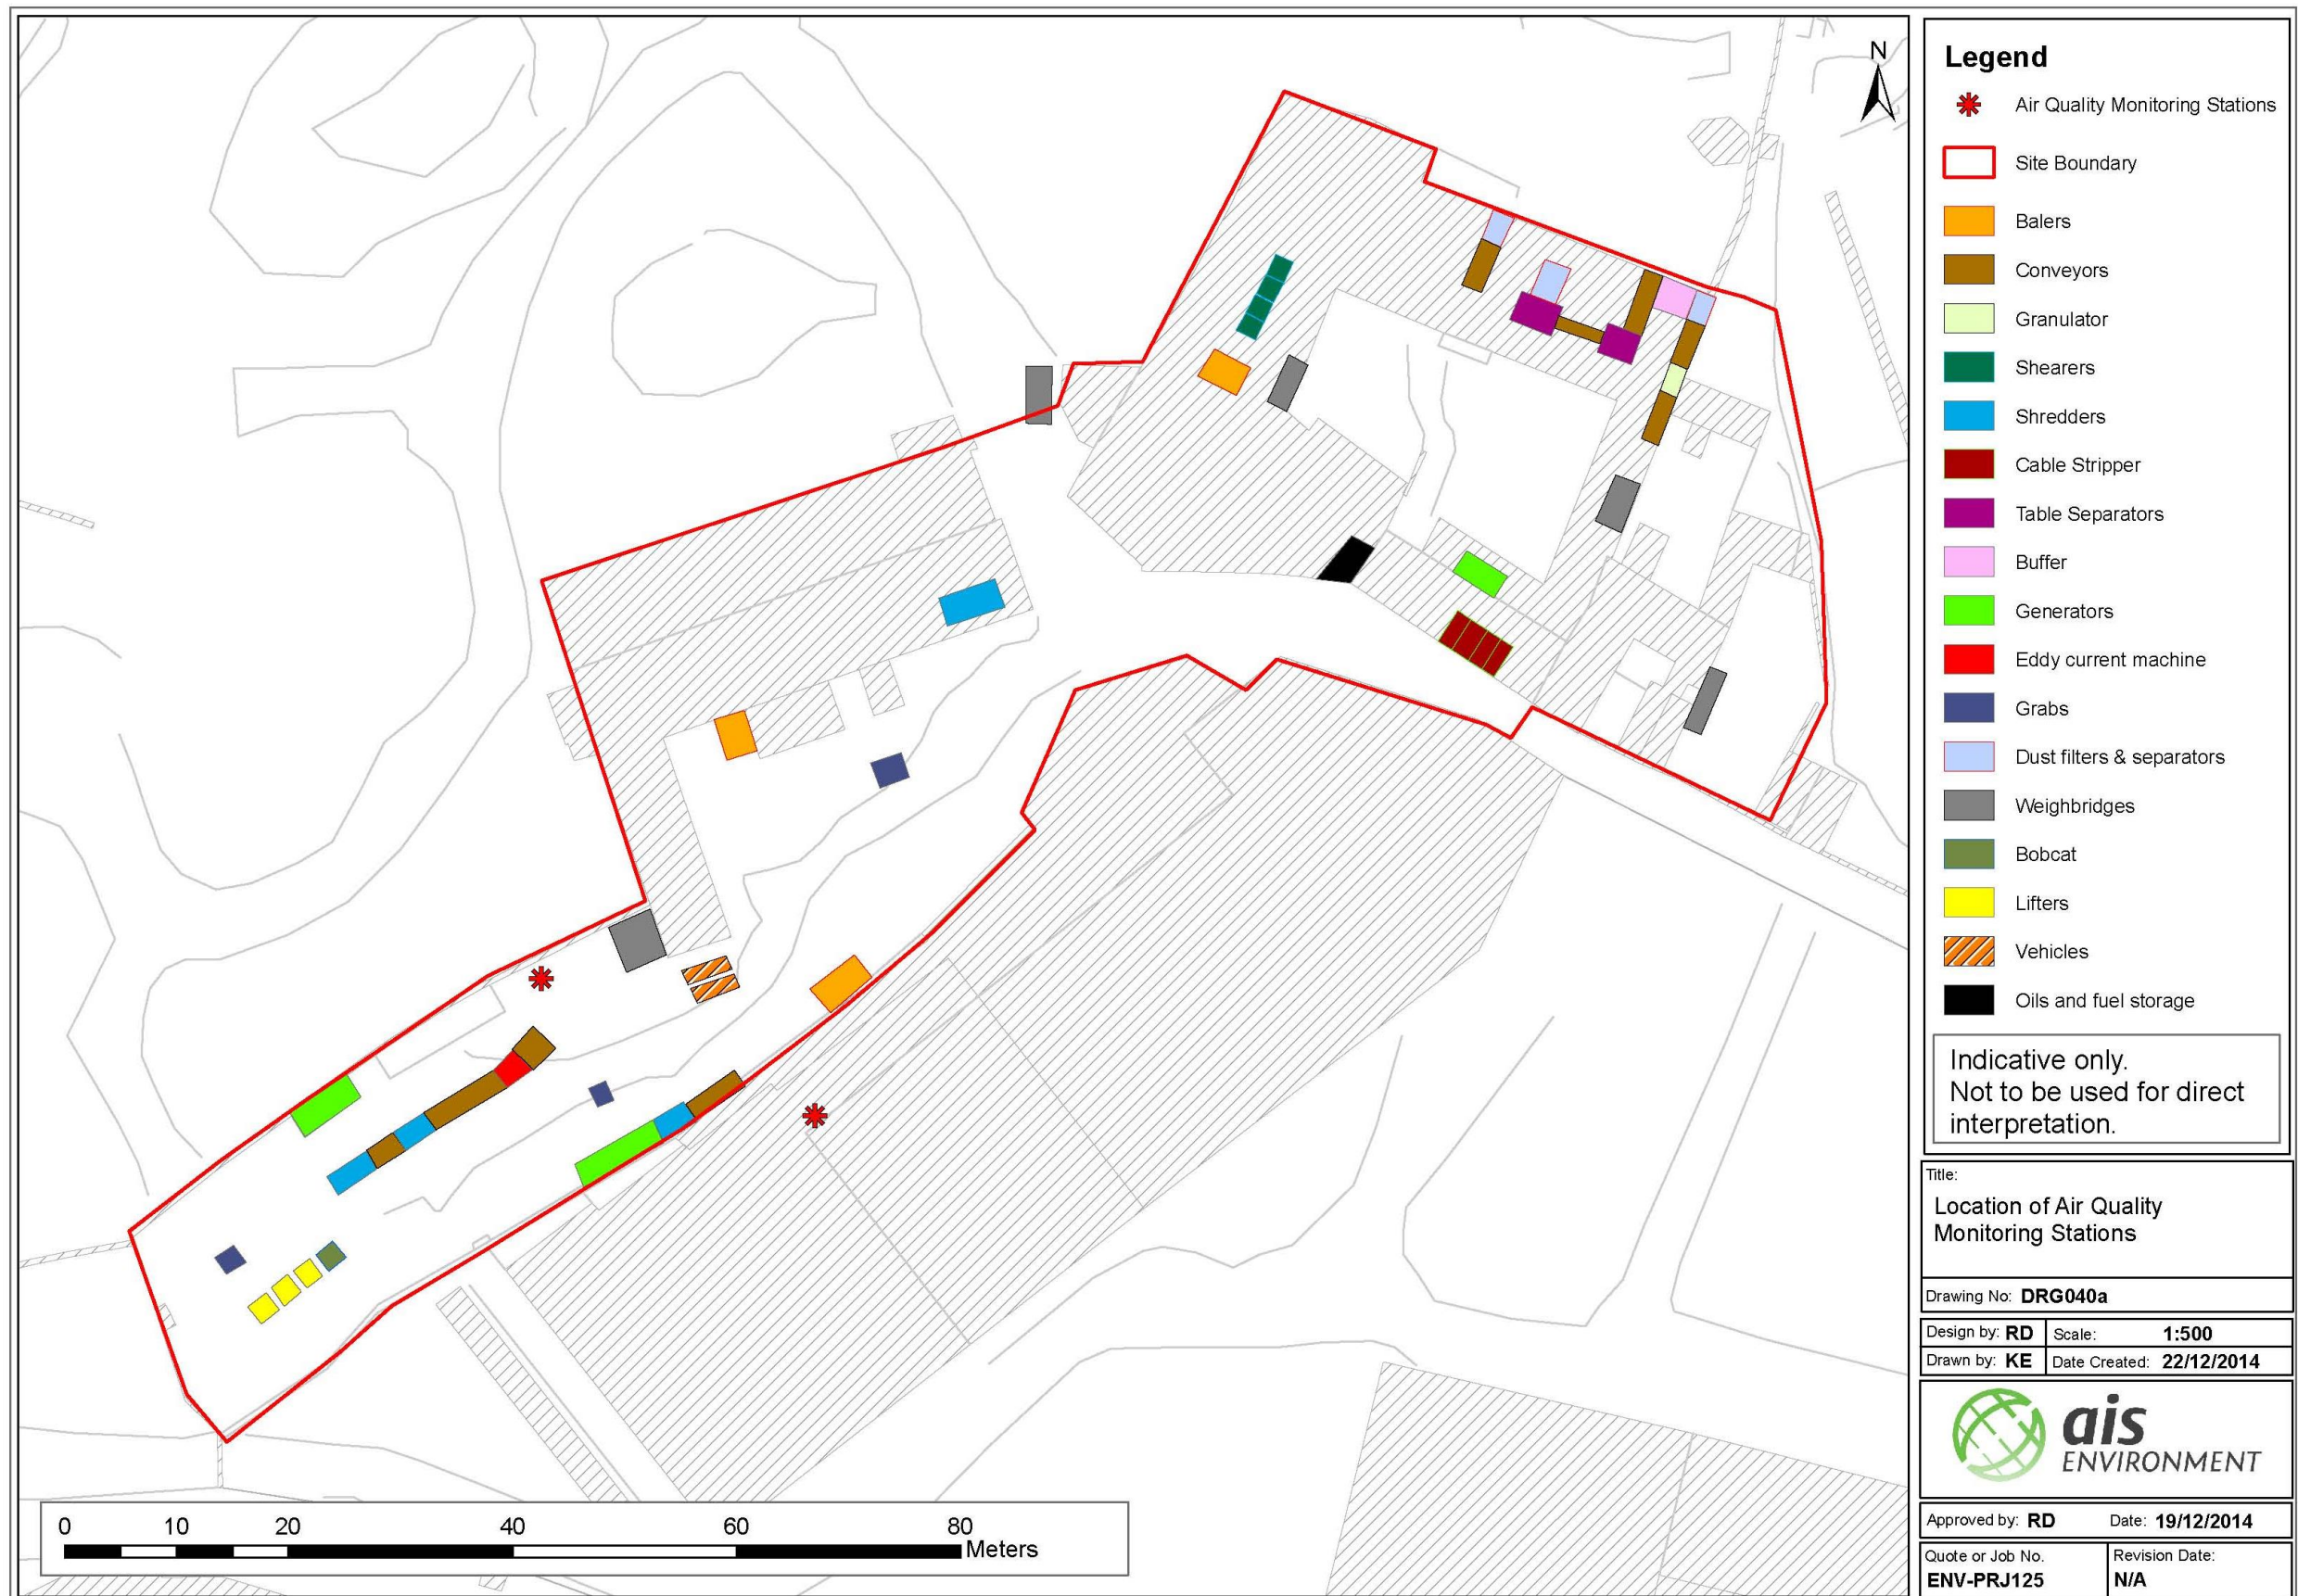 N
Legend
Air Quality Monitoring Stations
Site Boundary
Balers
Conveyors
Granulator
Shearers
Shredders
Cable Stripper
Table Separators
Buffer
Generators
Eddy current machine
Grabs
Dust filters & separators
Weighbridges
Bobcat
Lifters
Vehicles
Oils and fuel storage
Indicative only.
Not to be used for direct
interpretation.
Title:
Location of Air Quality
Monitoring Stations
Drawing No: DRG040a
Design by: RD Scale: 1:500
Drawn by: KE Date Created: 22/12/2014
ais
ENVIRONMENT
Approved by: RD Date: 19/12/2014
Quote or Job No. Revision Date:
ENV-PRJ125 N/A
0 10 20 40 60 80
Meters